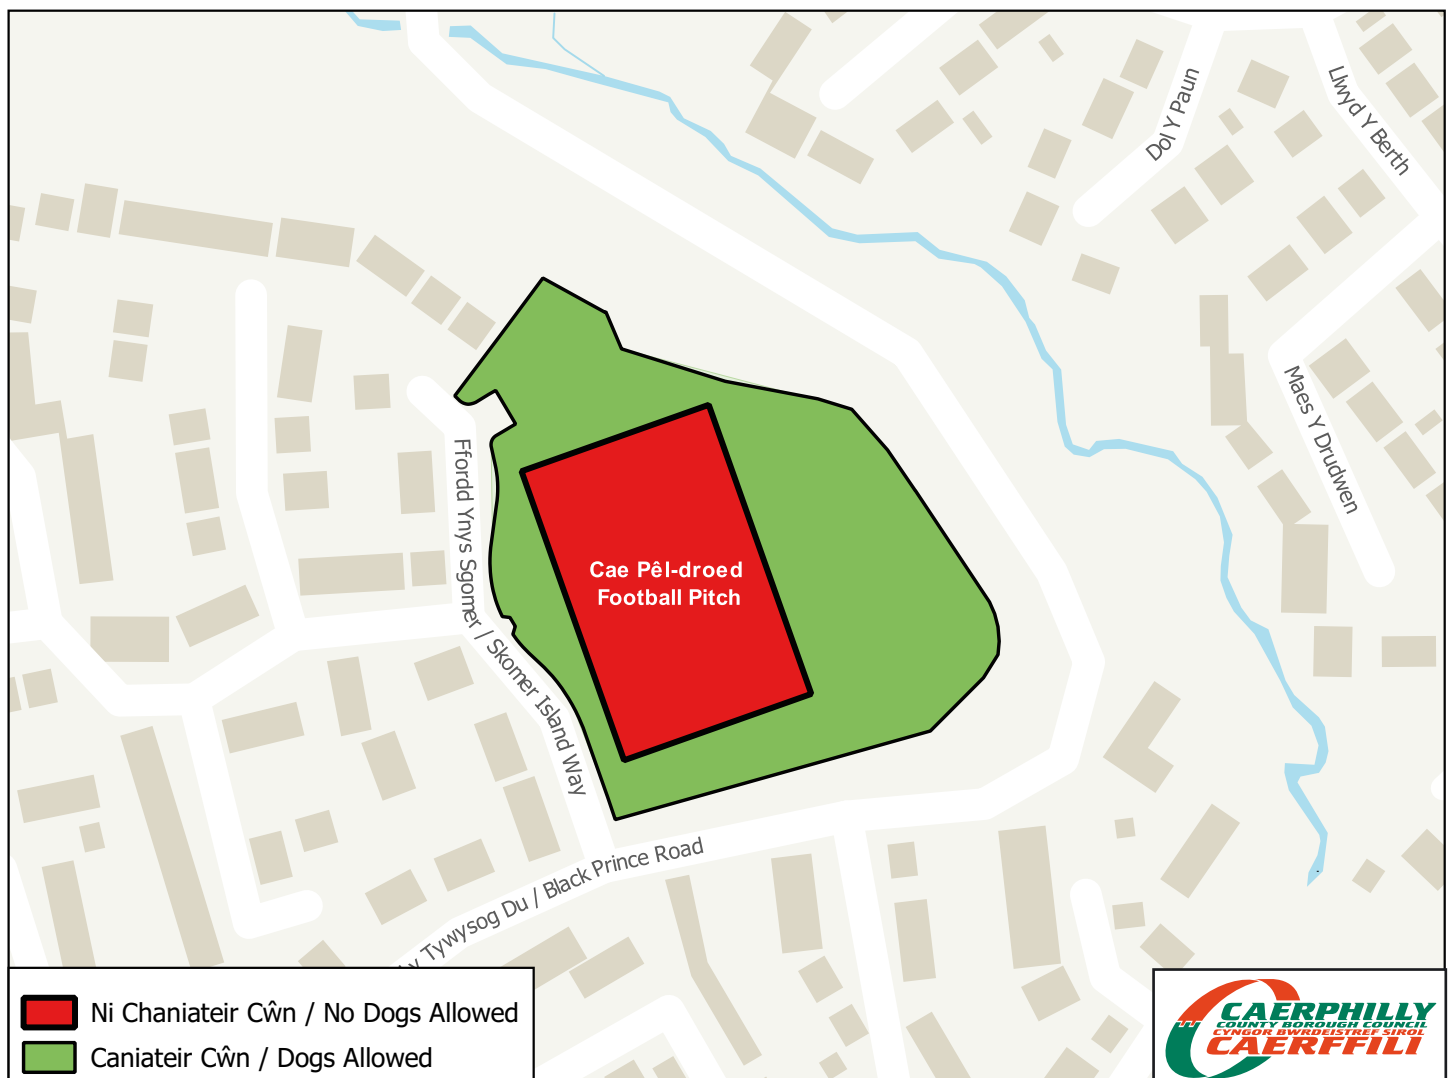 Dol Y Paun
Llwyd Y Berth
Maes Y Drudwen
Ffordd Ynys Sgomer / Skomer Island Way
Cae Pêl-droed
Football Pitch
Tywysog Du / Black Prince Road
Ni Chaniateir Cŵn / No Dogs Allowed
Caniateir Cŵn / Dogs Allowed
CAERPHILLY
COUNTY BOROUGH COUNCIL
CYNGOR BWRDEISTREF SIROL
CAERFFILI